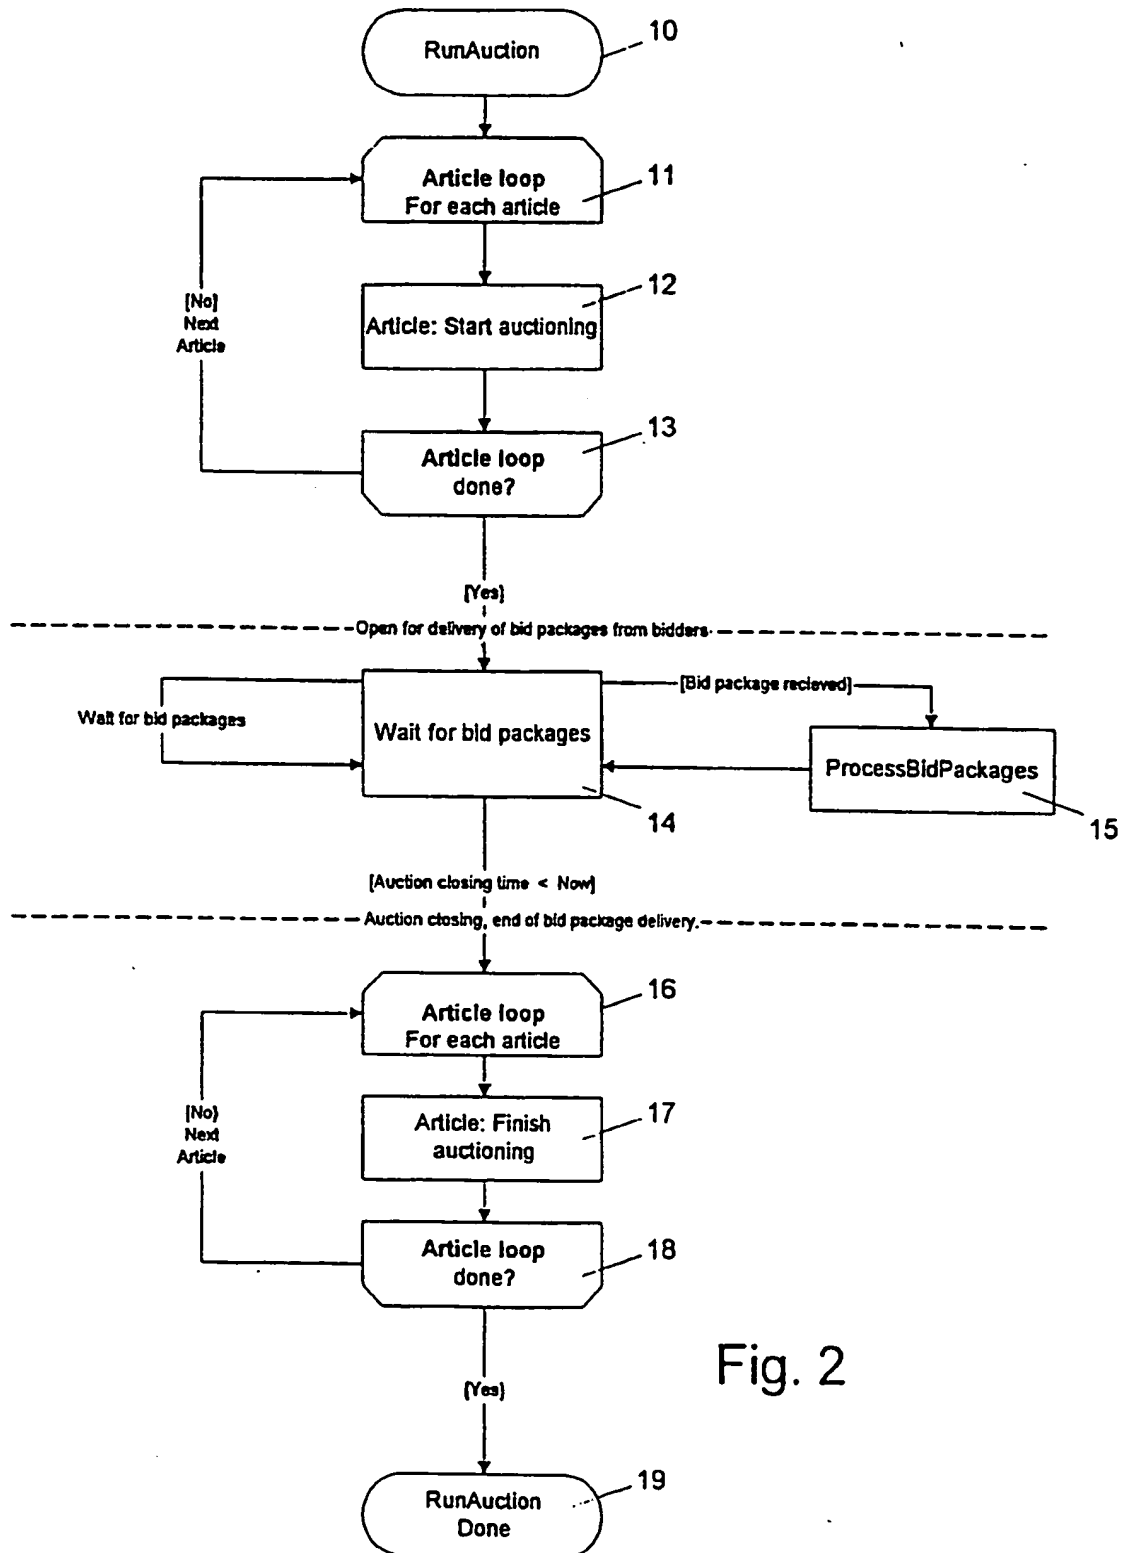 RunAuction
10
Article loop
For each article
11
12
Article: Start auctioning
[No]
Next
Article
13
Article loop
done?
[Yes]
Open for delivery of bid packages from bidders
[Bid package recieved]
Wait for bid packages
Wait for bid packages
ProcessBidPackages
14
15
[Auction closing time < Now]
Auction closing, end of bid package delivery.
16
Article loop
For each article
[No]
Next
Article
Article: Finish
auctioning
17
Article loop
done?
18
Fig. 2
[Yes]
19
RunAuction
Done